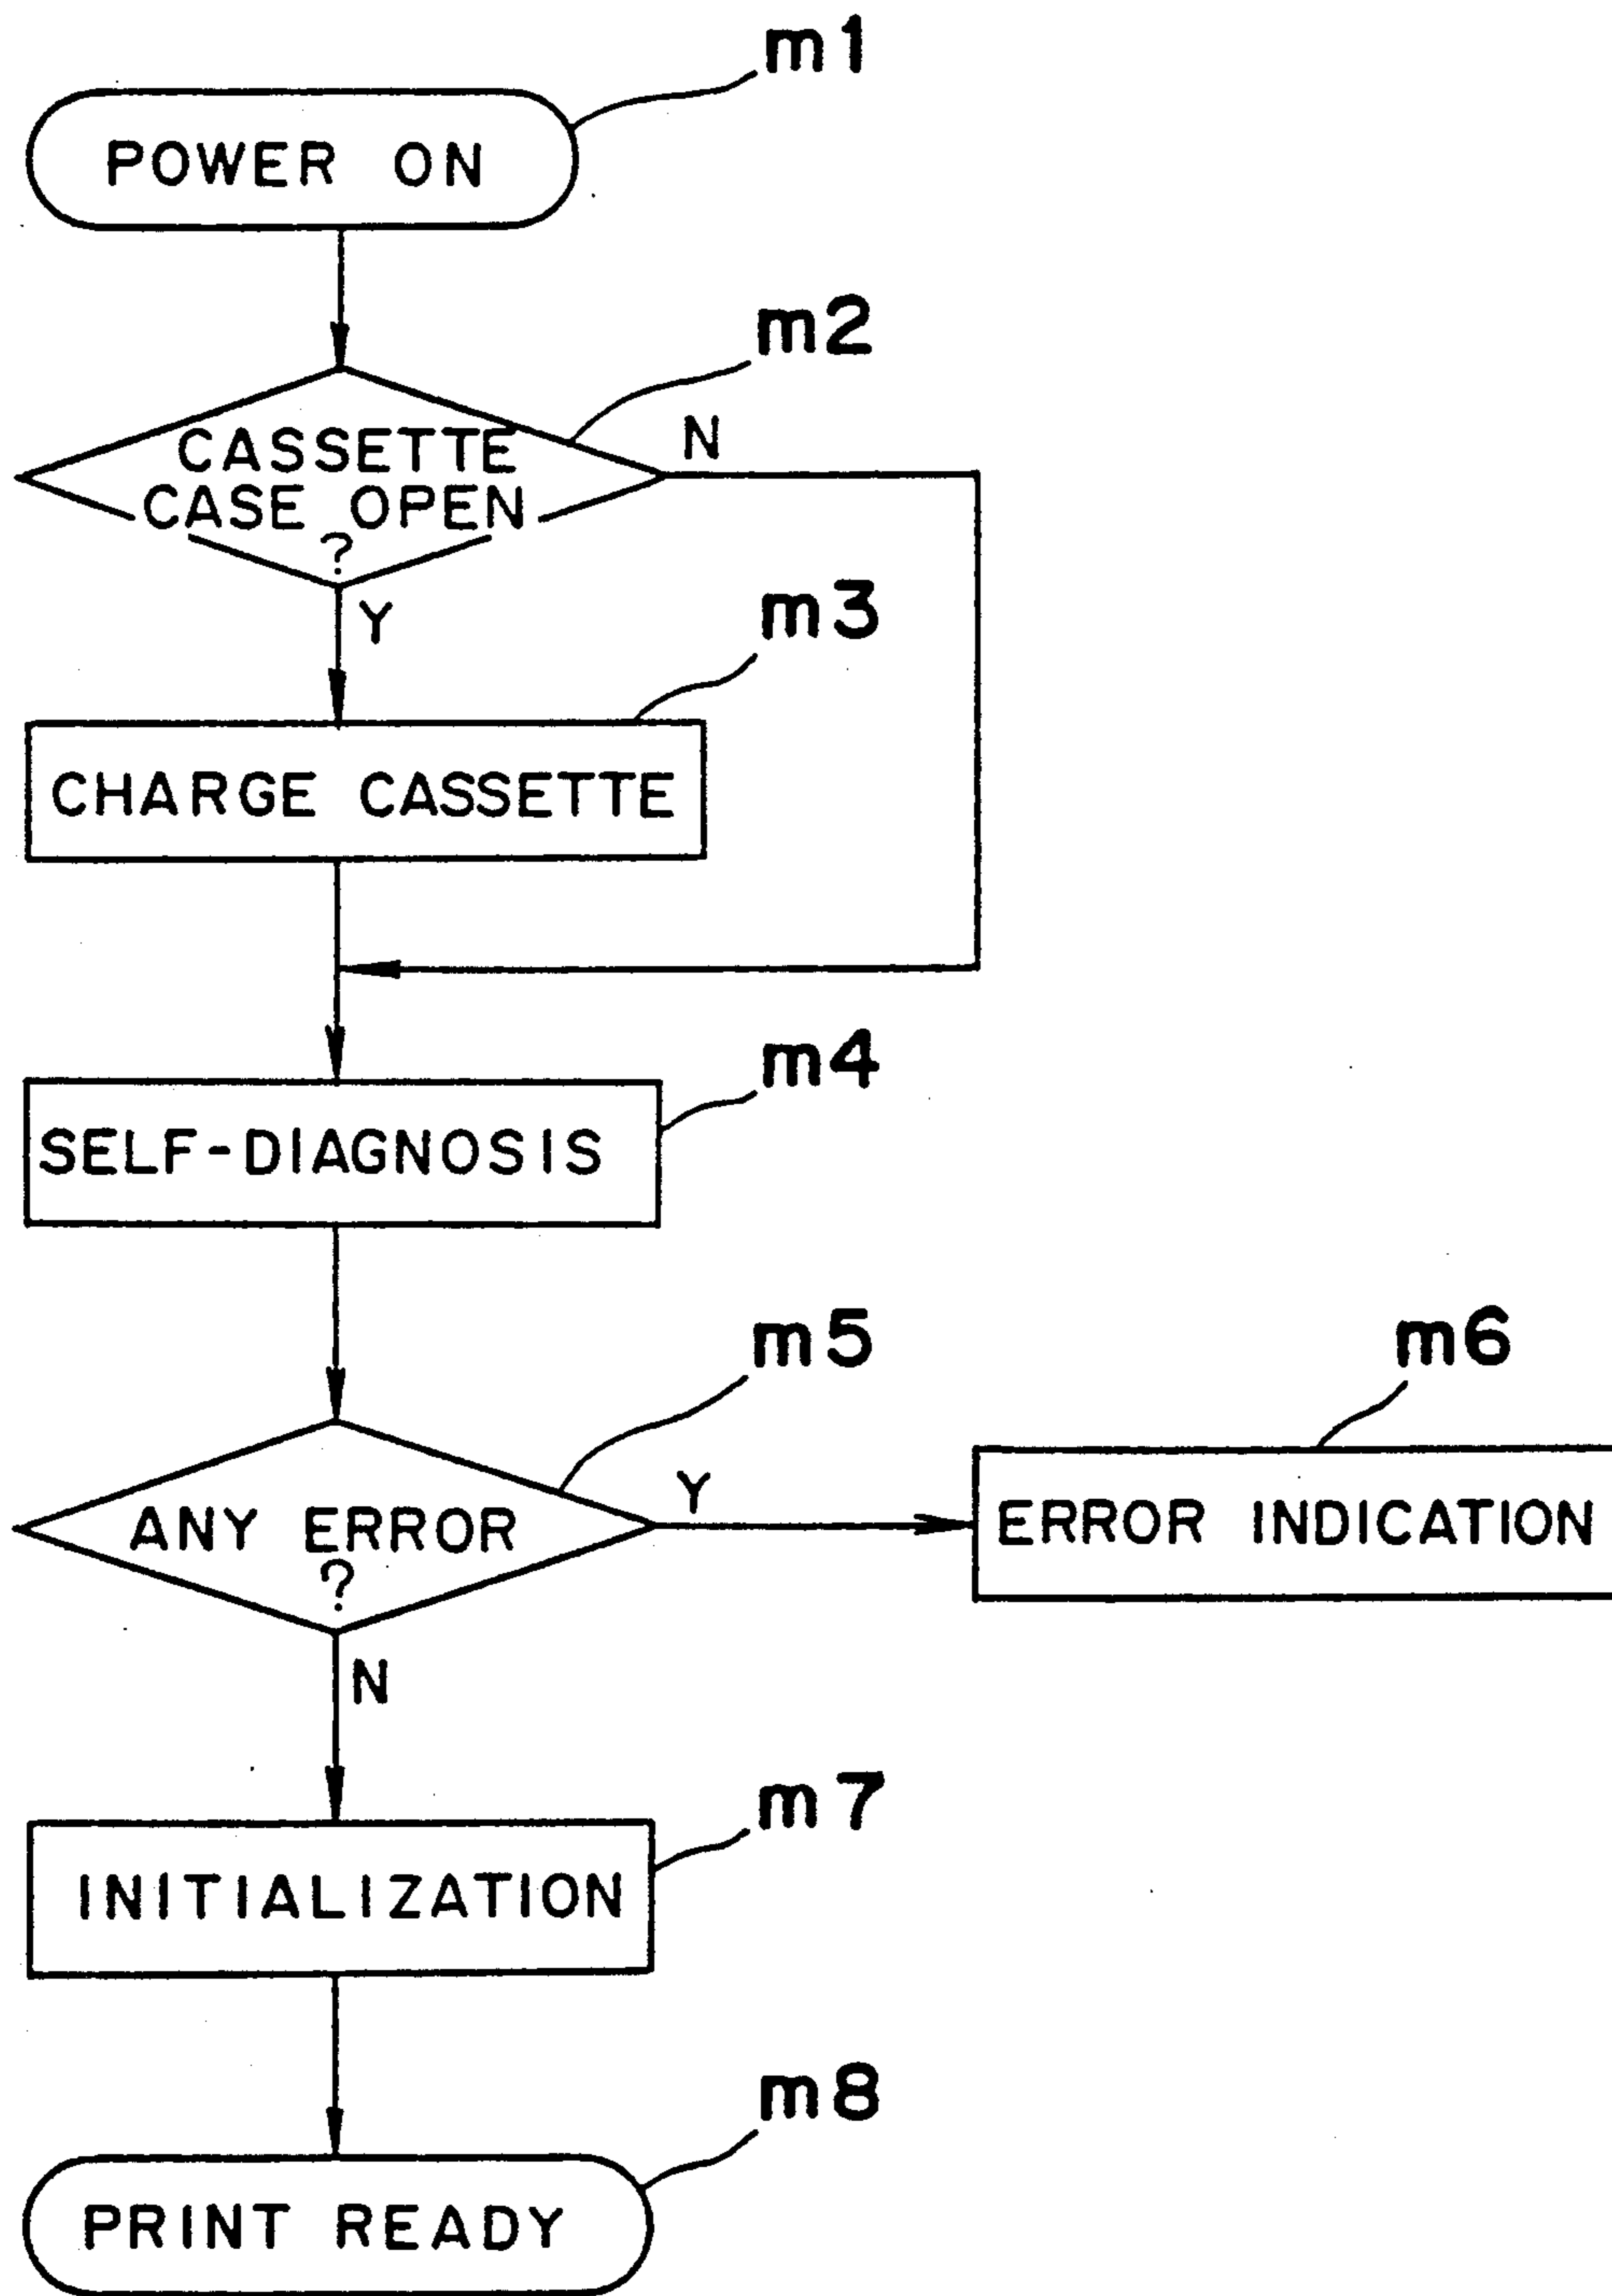 m1
POWER ON
m2
CASSETTE
CASE OPEN
?
N
Y
m3
CHARGE CASSETTE
m4
SELF-DIAGNOSIS
m5
ANY ERROR
?
Y
m6
ERROR INDICATION
N
m7
INITIALIZATION
m8
PRINT READY